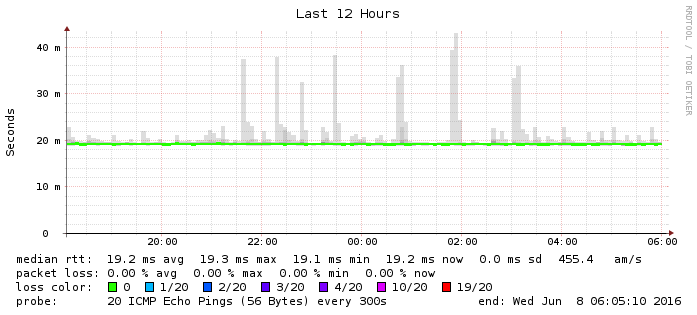 Last 12 Hours
RRDTOOL / TOBI OETIKER
Seconds
40 m
30 m
20 m
10 m
0
20:00 22:00 00:00 02:00 04:00 06:00
median rtt: 19.2 ms avg 19.3 ms max 19.1 ms min 19.2 ms now 0.0 ms sd 455.4 am/s
packet loss: 0.00 % avg 0.00 % max 0.00 % min 0.00 % now
loss color: 0 1/20 2/20 3/20 4/20 10/20 19/20
probe: 20 ICMP Echo Pings (56 Bytes) every 300s end: Wed Jun 8 06:05:10 2016